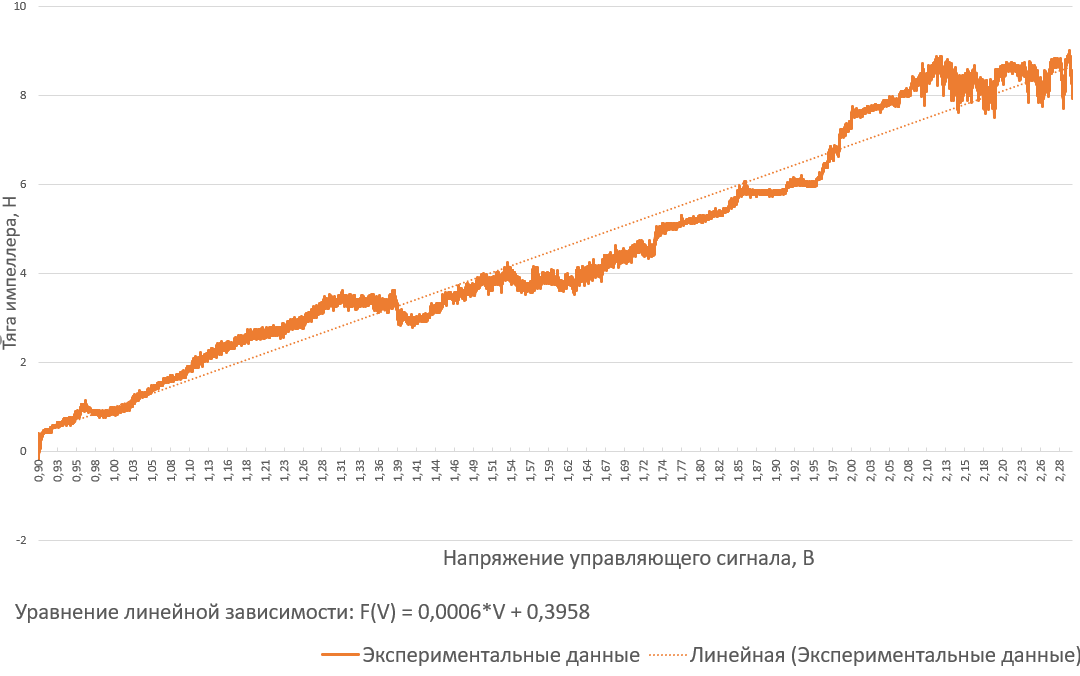 10
8
6
4
2
0
-2
Тяга импеллера, Н
0,90 0,93 0,95 0,98 1,00 1,03 1,05 1,08 1,10 1,13 1,16 1,18 1,21 1,23 1,26 1,28 1,31 1,33 1,36 1,39 1,41 1,44 1,46 1,49 1,51 1,54 1,57 1,59 1,62 1,64 1,67 1,69 1,72 1,74 1,77 1,80 1,82 1,85 1,87 1,90 1,92 1,95 1,97 2,00 2,03 2,05 2,08 2,10 2,13 2,15 2,18 2,20 2,23 2,26 2,28
Напряжение управляющего сигнала, В
Уравнение линейной зависимости: F(V) = 0,0006*V + 0,3958
Экспериментальные данные
Линейная (Экспериментальные данные)